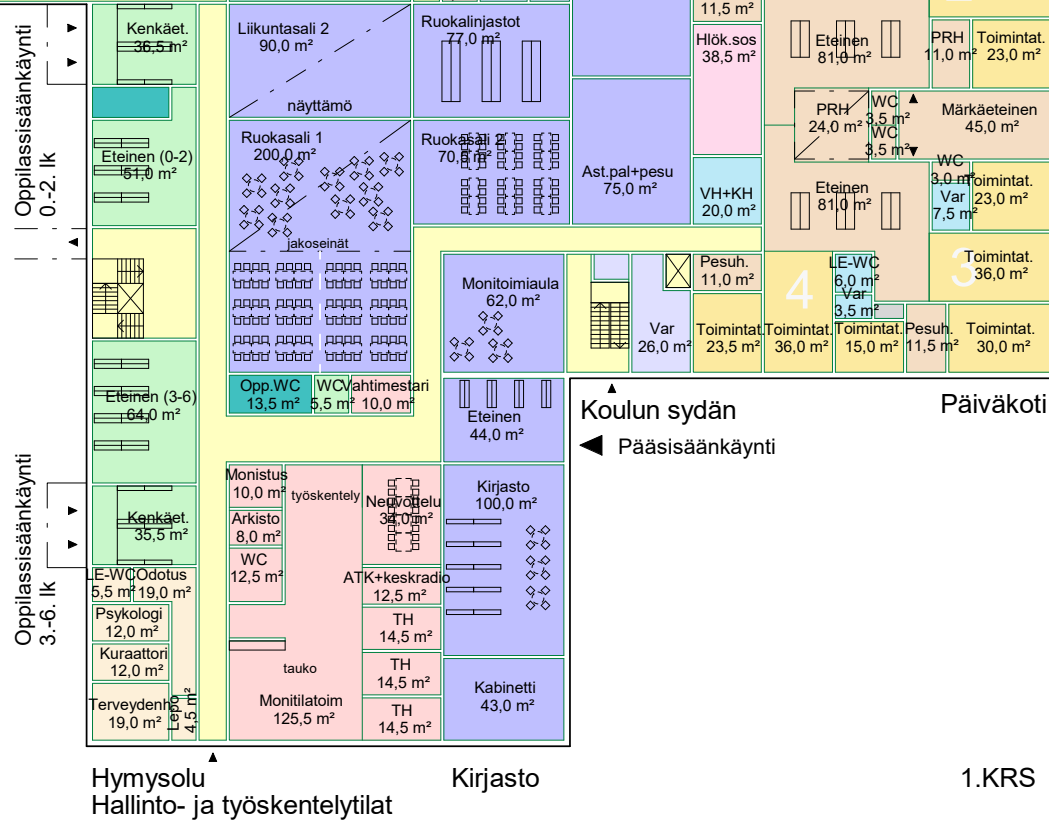 Kenkäet.
36,5 m²
Liikuntasali 2
90,0 m²
näyttämö
Ruokalinjastot
77,0 m²
11,5 m²
Hlök.sos
38,5 m²
Eteinen
81,0 m²
PRH
11,0 m²
Toimintat.
23,0 m²
PRH
24,0 m²
WC
3,5 m²
WC
3,5 m²
Märkäeteinen
45,0 m²
Oppilassisäänkäynti
0.-2. lk
Eteinen (0-2)
51,0 m²
Ruokasali 1
200,0 m²
jakoseinät
Ruokasali 2
70,5 m²
Ast.pal+pesu
75,0 m²
VH+KH
20,0 m²
Eteinen
81,0 m²
WC
3,0 m²
Var
7,5 m²
Toimintat.
23,0 m²
Monitoimiaula
62,0 m²
Var
26,0 m²
Pesuh.
11,0 m²
Toimintat.
23,5 m²
4
Toimintat.
36,0 m²
LE-WC
6,0 m²
Var
3,5 m²
Toimintat.
15,0 m²
Pesuh.
11,5 m²
3
Toimintat.
36,0 m²
Toimintat.
30,0 m²
Eteinen (3-6)
64,0 m²
Opp.WC
13,5 m²
WC
5,5 m²
Vahtimestari
10,0 m²
Eteinen
44,0 m²
Koulun sydän
Pääsisäänkäynti
Päiväkoti
Oppilassisäänkäynti
3.-6. lk
Kenkäet.
35,5 m²
Monistus
10,0 m²
työskentely
Arkisto
8,0 m²
WC
12,5 m²
Neuvottelu
34,0 m²
Kirjasto
100,0 m²
LE-WC
5,5 m²
Odotus
19,0 m²
Psykologi
12,0 m²
Kuraattori
12,0 m²
Terveydenh
19,0 m²
Lepo
4,5 m²
ATK+keskradio
12,5 m²
TH
14,5 m²
TH
14,5 m²
TH
14,5 m²
tauko
Monitilatoim
125,5 m²
Kabinetti
43,0 m²
Hymysolu
Hallinto- ja työskentelytilat
Kirjasto
1.KRS